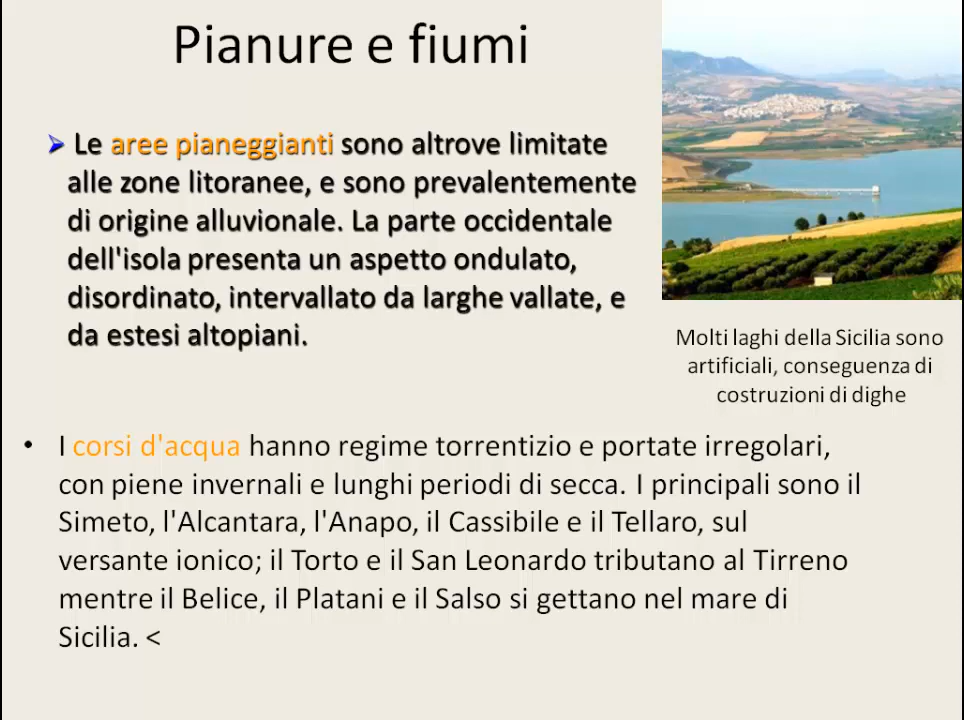 Pianure e fiumi
Le aree pianeggianti sono altrove limitate
alle zone litoranee, e sono prevalentemente
di origine alluvionale. La parte occidentale
dell'isola presenta un aspetto ondulato,
disordinato, intervallato da larghe vallate, e
da estesi altopiani.
Molti laghi della Sicilia sono
artificiali, conseguenza di
costruzioni di dighe
• I corsi d'acqua hanno regime torrentizio e portate irregolari,
con piene invernali e lunghi periodi di secca. I principali sono il
Simeto, l'Alcantara, l'Anapo, il Cassibile e il Tellaro, sul
versante ionico; il Torto e il San Leonardo tributano al Tirreno
mentre il Belice, il Platani e il Salso si gettano nel mare di
Sicilia. <